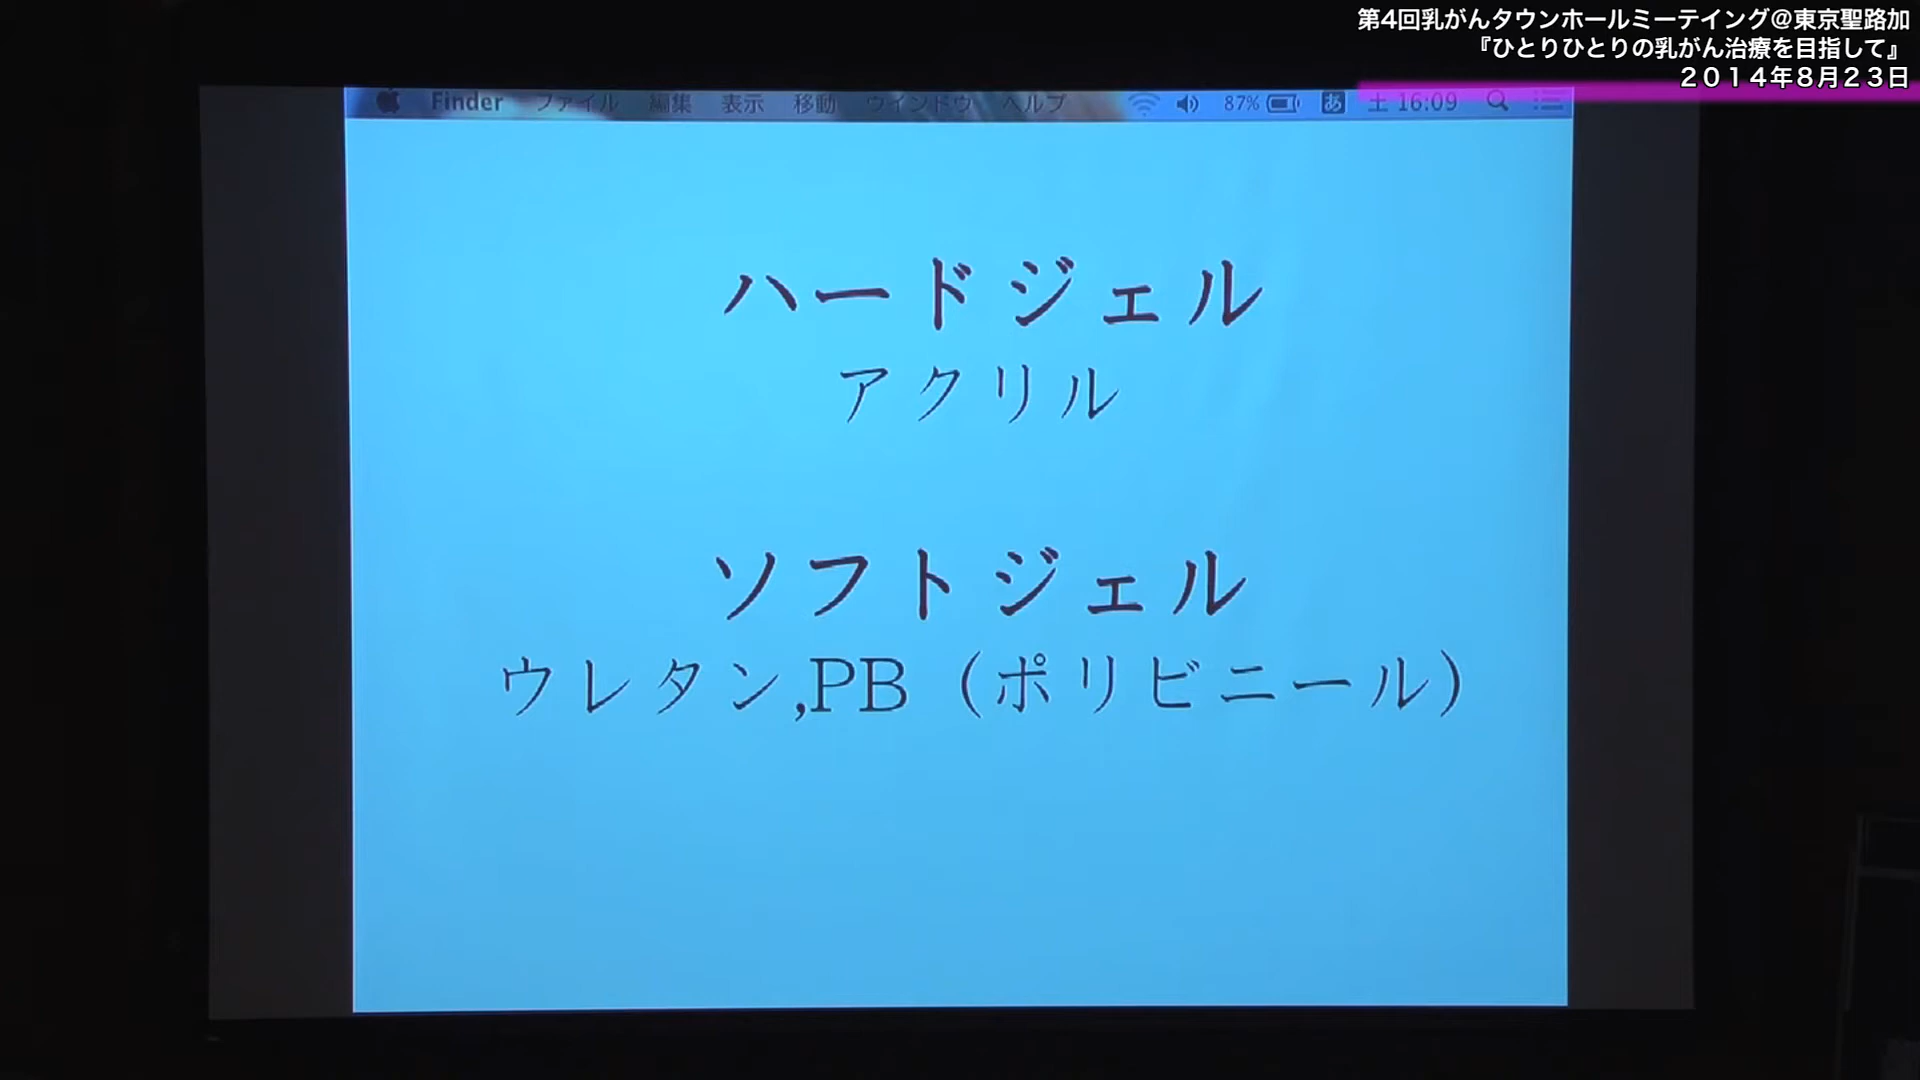 第4回乳がんタウンホールミーテイング@東京聖路加
『ひとりひとりの乳がん治療を目指して』
２０１４年８月２３日
Finder ファイル 編集 表示 移動 ウインドウ ヘルプ 87% あ 土 16:09
ハードジェル
アクリル
ソフトジェル
ウレタン,PB（ポリビニール）